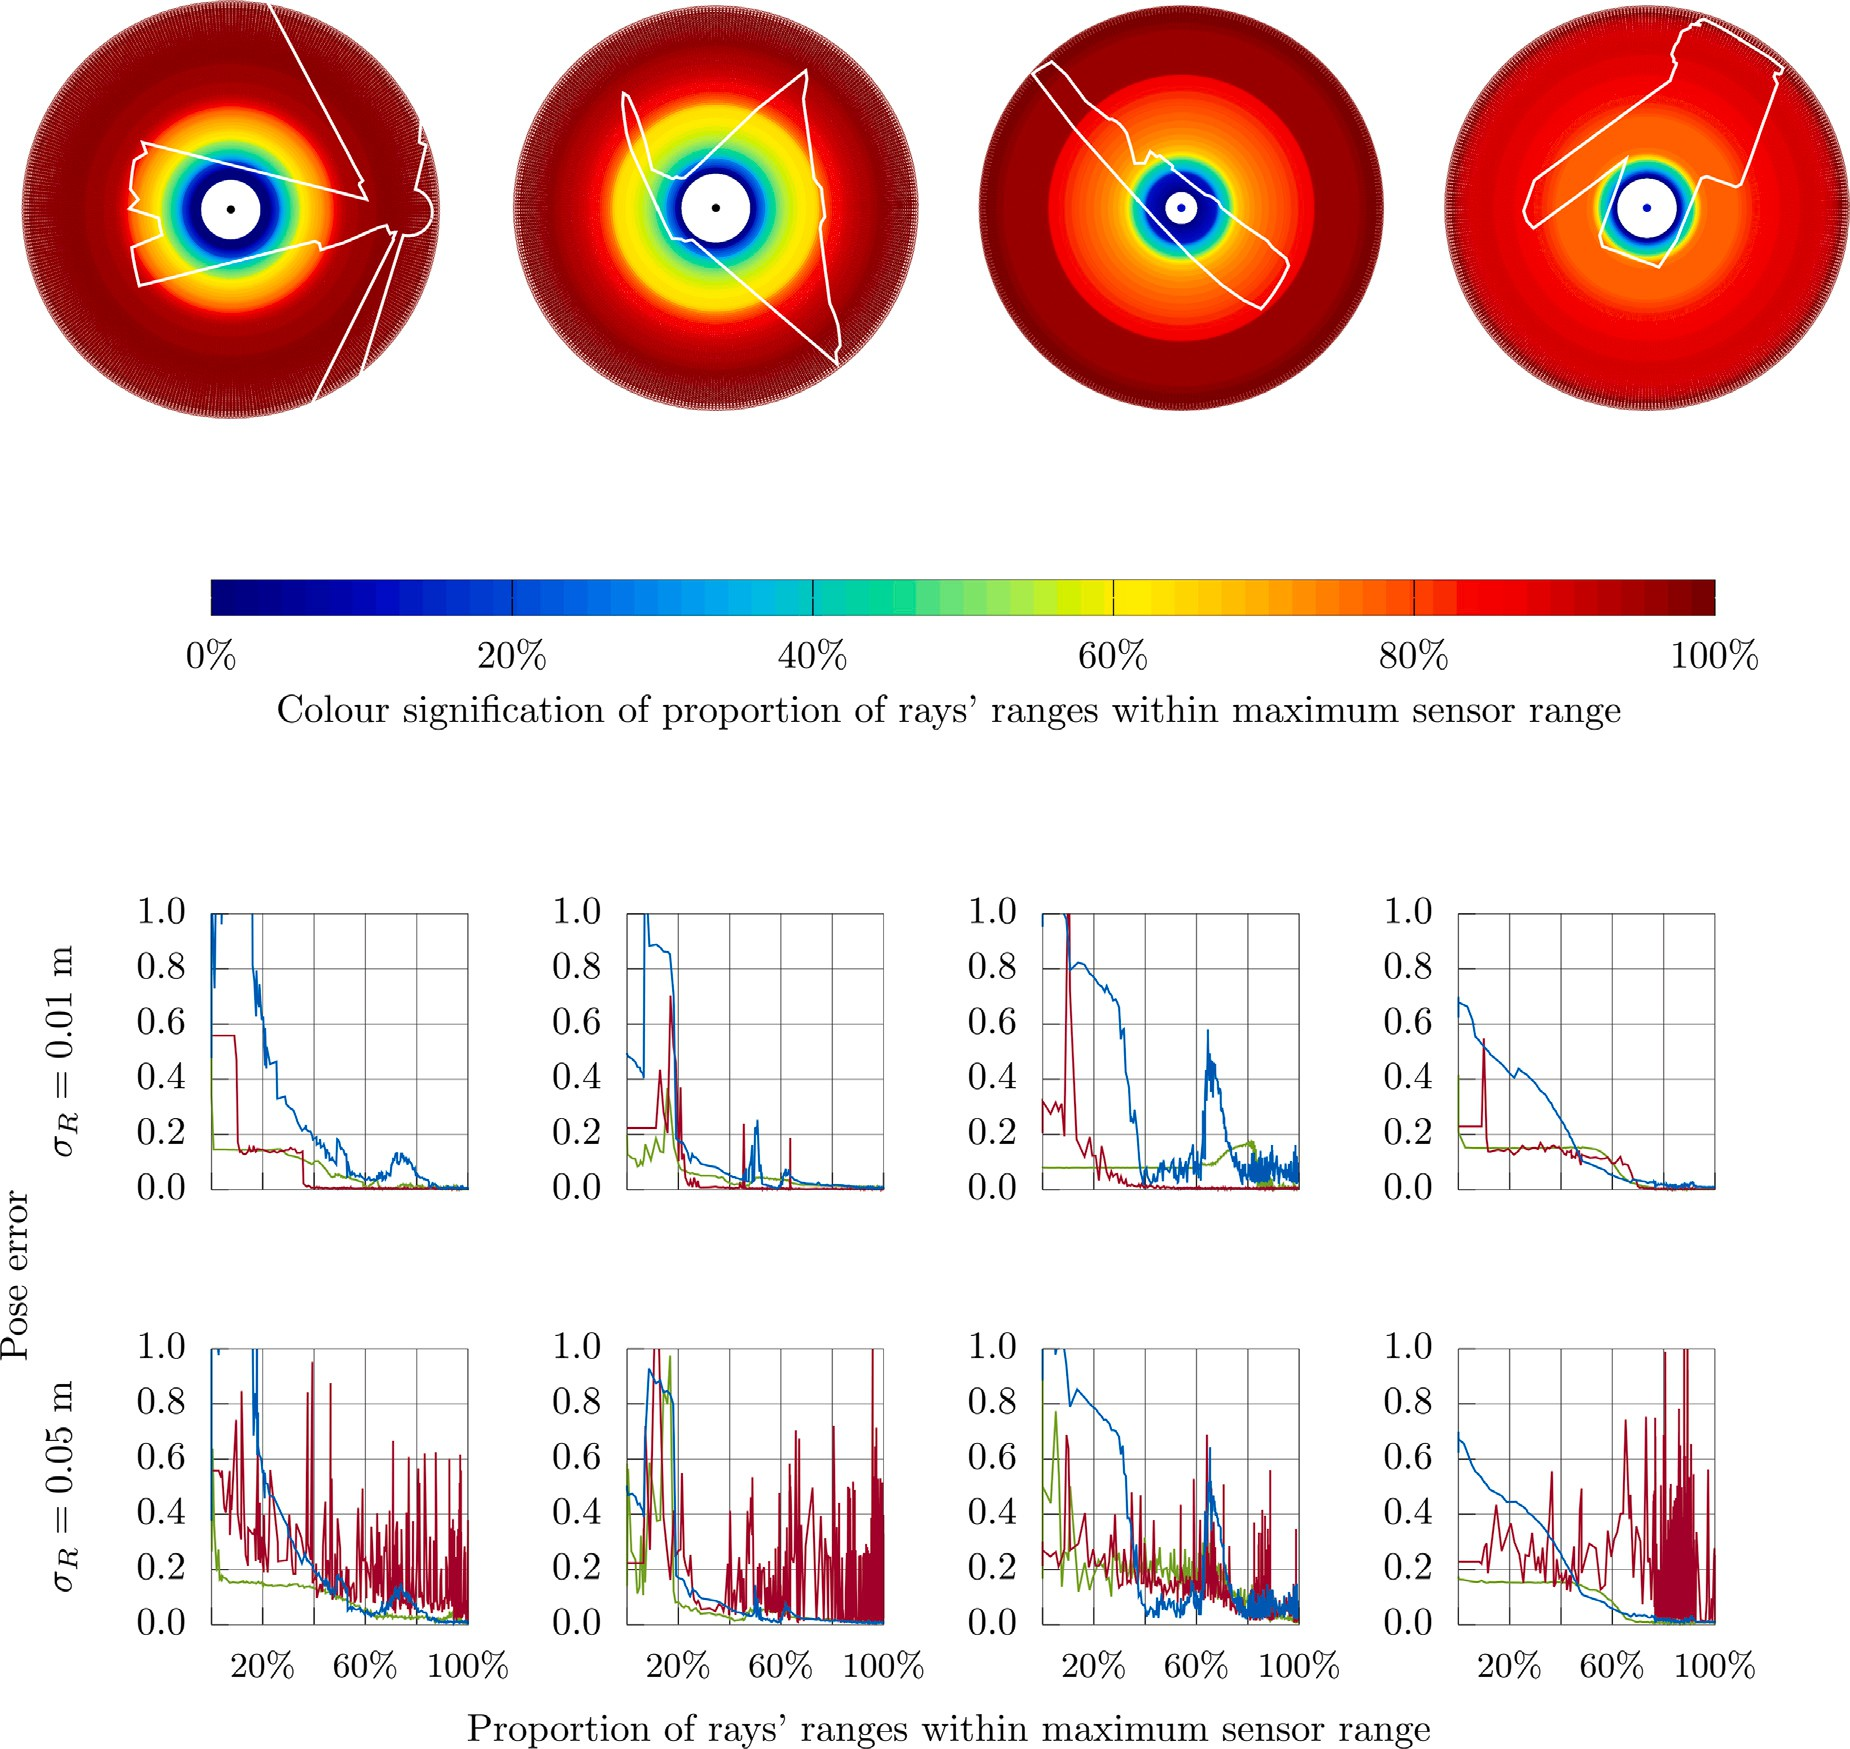 0% 20% 40% 60% 80% 100%
Colour signification of proportion of rays' ranges within maximum sensor range
Pose error
σ_R = 0.01 m
1.0 1.0 1.0 1.0
0.8 0.8 0.8 0.8
0.6 0.6 0.6 0.6
0.4 0.4 0.4 0.4
0.2 0.2 0.2 0.2
0.0 0.0 0.0 0.0
σ_R = 0.05 m
1.0 1.0 1.0 1.0
0.8 0.8 0.8 0.8
0.6 0.6 0.6 0.6
0.4 0.4 0.4 0.4
0.2 0.2 0.2 0.2
0.0 0.0 0.0 0.0
20% 60% 100% 20% 60% 100% 20% 60% 100% 20% 60% 100%
Proportion of rays' ranges within maximum sensor range